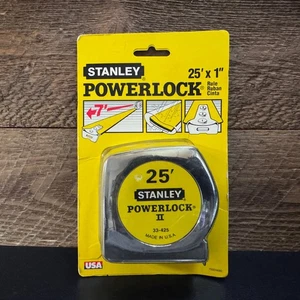 STANLEY®
25' x 1"
POWERLOCK®
Rule
Ruban
Cinta
7'
25'
STANLEY
POWERLOCK®
II
33-425
MADE IN U.S.A.
USA